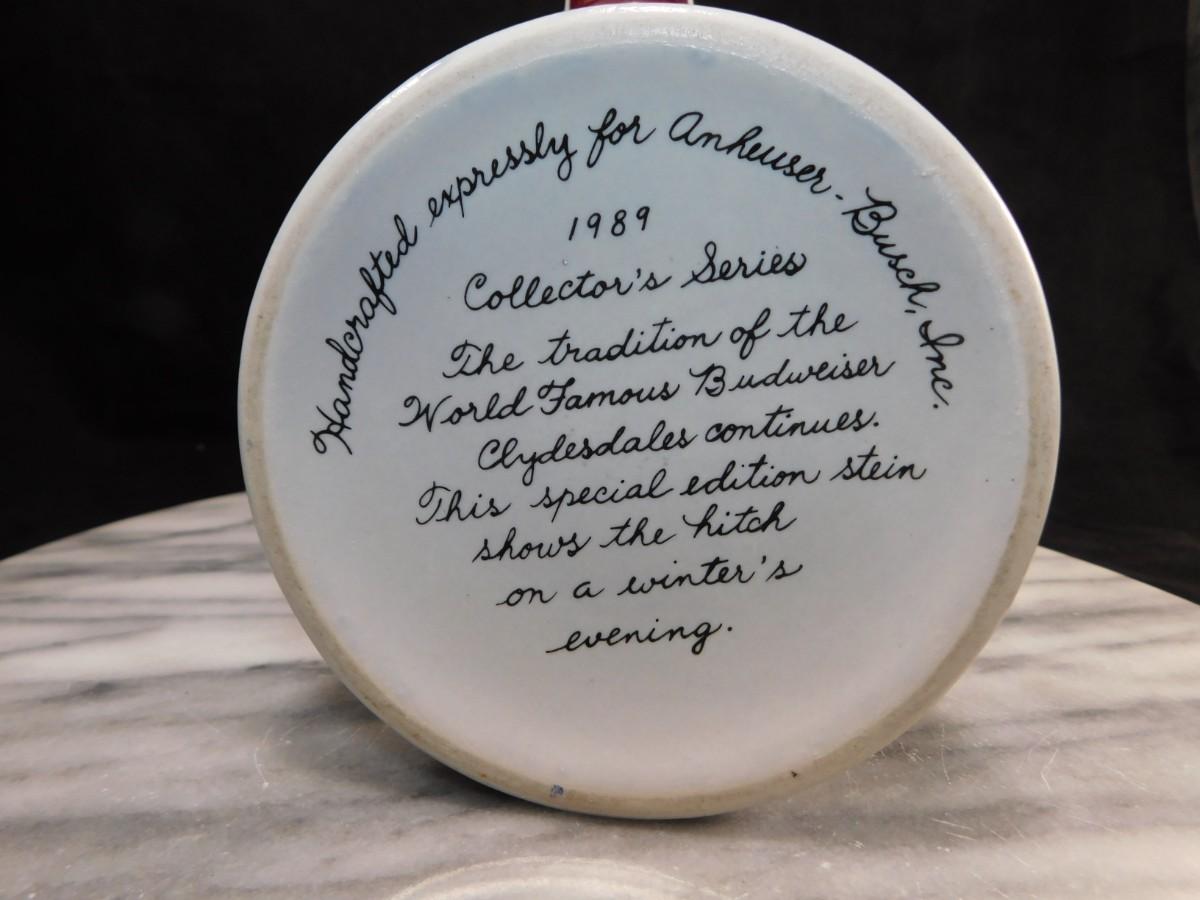 Handcrafted expressly for Anheuser-Busch, Inc.
1989
Collector's Series
The tradition of the
World Famous Budweiser
Clydesdales continues.
This special edition stein
shows the hitch
on a winter's
evening.